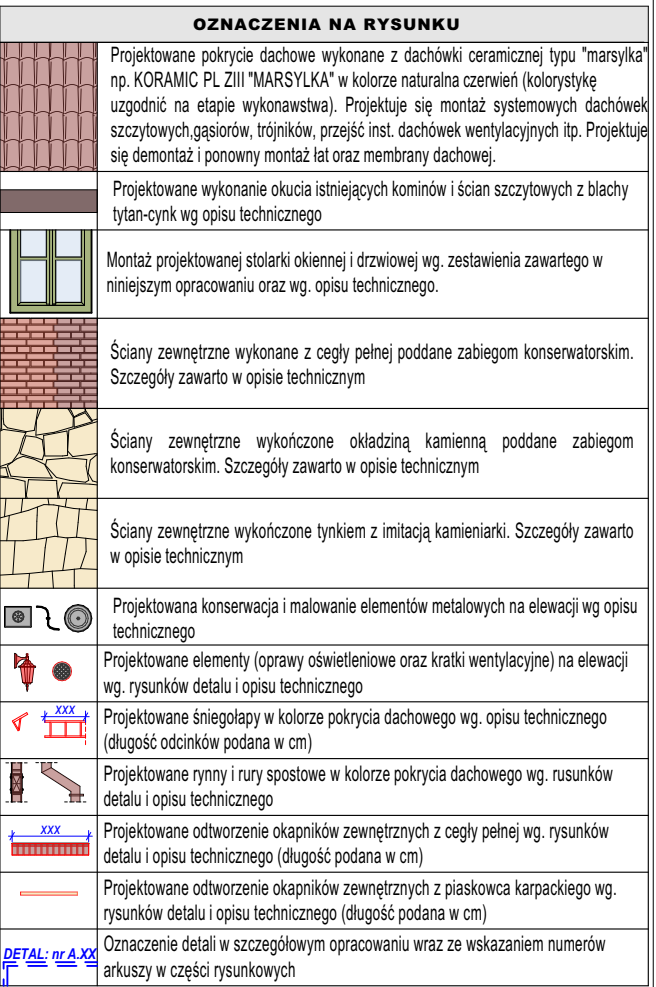 OZNACZENIA NA RYSUNKU
Projektowane pokrycie dachowe wykonane z dachówki ceramicznej typu "marsylka"
np. KORAMIC PL ZIII "MARSYLKA" w kolorze naturalna czerwień (kolorystykę
uzgodnić na etapie wykonawstwa). Projektuje się montaż systemowych dachówek
szczytowych,gąsiorów, trójników, przejść inst. dachówek wentylacyjnych itp. Projektuje
się demontaż i ponowny montaż łat oraz membrany dachowej.
Projektowane wykonanie okucia istniejących kominów i ścian szczytowych z blachy
tytan-cynk wg opisu technicznego
Montaż projektowanej stolarki okiennej i drzwiowej wg. zestawienia zawartego w
niniejszym opracowaniu oraz wg. opisu technicznego.
Ściany zewnętrzne wykonane z cegły pełnej poddane zabiegom konserwatorskim.
Szczegóły zawarto w opisie technicznym
Ściany zewnętrzne wykończone okładziną kamienną poddane zabiegom
konserwatorskim. Szczegóły zawarto w opisie technicznym
Ściany zewnętrzne wykończone tynkiem z imitacją kamieniarki. Szczegóły zawarto
w opisie technicznym
Projektowana konserwacja i malowanie elementów metalowych na elewacji wg opisu
technicznego
Projektowane elementy (oprawy oświetleniowe oraz kratki wentylacyjne) na elewacji
wg. rysunków detalu i opisu technicznego
XXX
Projektowane śniegołapy w kolorze pokrycia dachowego wg. opisu technicznego
(długość odcinków podana w cm)
Projektowane rynny i rury spostowe w kolorze pokrycia dachowego wg. rusunków
detalu i opisu technicznego
XXX
Projektowane odtworzenie okapników zewnętrznych z cegły pełnej wg. rysunków
detalu i opisu technicznego (długość podana w cm)
Projektowane odtworzenie okapników zewnętrznych z piaskowca karpackiego wg.
rysunków detalu i opisu technicznego (długość podana w cm)
DETAL: nr A.XX
Oznaczenie detali w szczegółowym opracowaniu wraz ze wskazaniem numerów
arkuszy w części rysunkowych